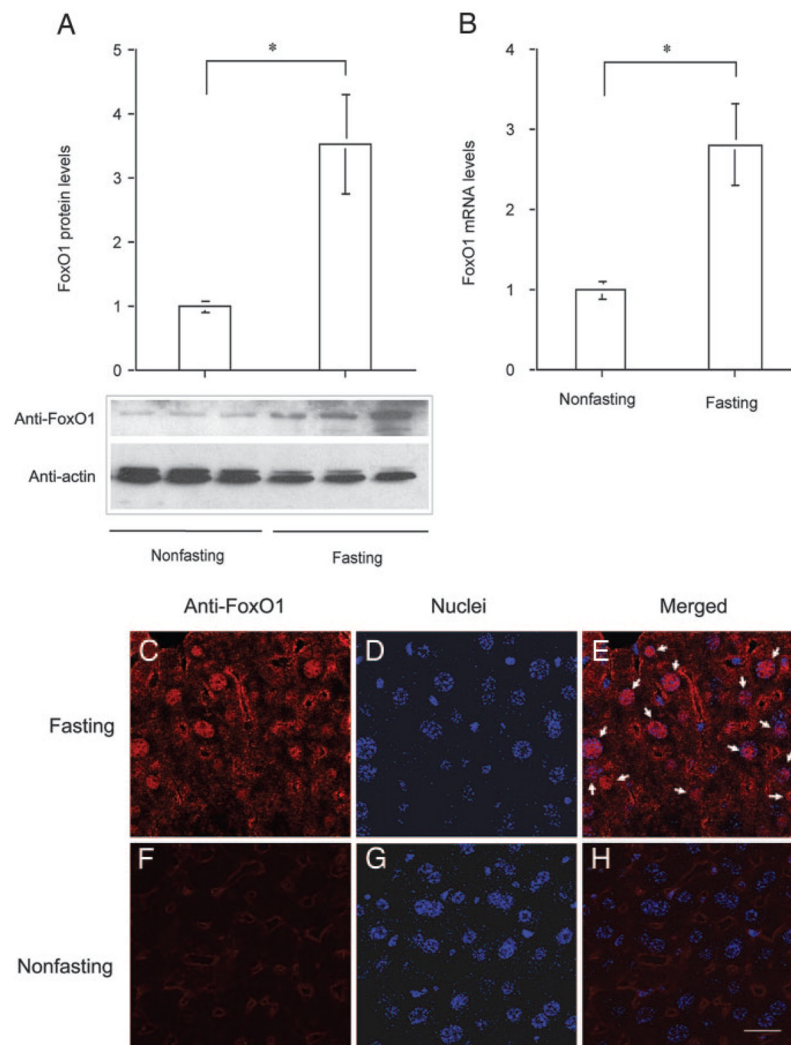 A
5
4
3
2
1
0
FoxO1 protein levels
*
B
4
3
2
1
0
FoxO1 mRNA levels
*
Nonfasting Fasting
Anti-FoxO1
Anti-actin
Nonfasting Fasting
Anti-FoxO1 Nuclei Merged
Fasting
C D E
Nonfasting
F G H